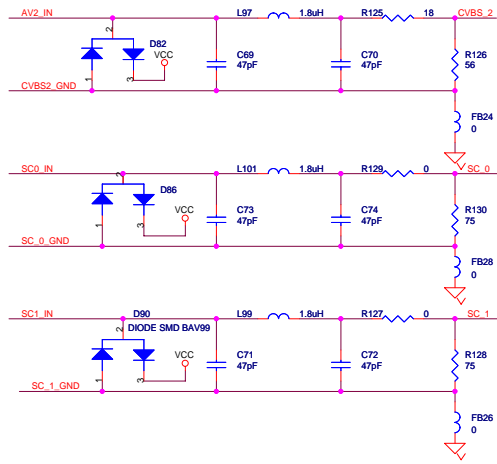 AV2_IN L97 1.8uH R125 18 CVBS_2
2 D82
VCC C69 47pF C70 47pF R126 56
1 3
CVBS2_GND
FB24 0
SC0_IN L101 1.8uH R129 0 SC_0
2 D86
VCC C73 47pF C74 47pF R130 75
1 3
SC_0_GND
FB28 0
SC1_IN D90 L99 1.8uH R127 0 SC_1
2 DIODE SMD BAV99
VCC C71 47pF C72 47pF R128 75
1 3
SC_1_GND
FB26 0